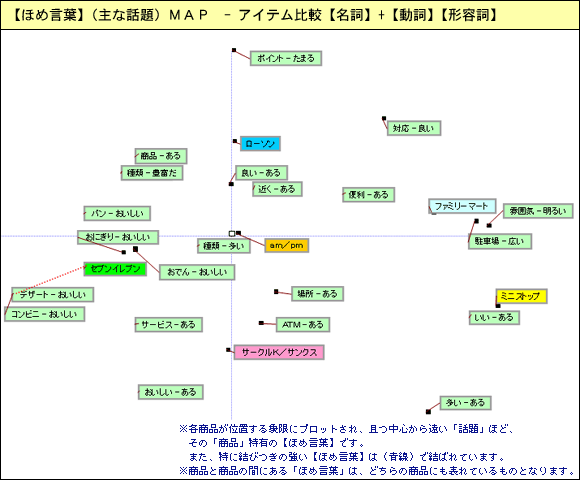 【ほめ言葉】（主な話題）ＭＡＰ －アイテム比較【名詞】+【動詞】【形容詞】
ポイント－たまる
対応－良い
ローソン
商品－ある
種類－豊富だ
良い－ある
近く－ある
便利－ある
ファミリーマート
パン－おいしい
雰囲気－明るい
おにぎり－おいしい
種類－多い
am／pm
駐車場－広い
セブンイレブン
おでん－おいしい
デザート－おいしい
場所－ある
ミニストップ
コンビニ－おいしい
サービス－ある
ATM－ある
いい－ある
サークルK／サンクス
おいしい－ある
多い－ある
※各商品が位置する象限にプロットされ、且つ中心から遠い「話題」ほど、
その「商品」特有の【ほめ言葉】です。
また、特に結びつきの強い【ほめ言葉】は（青線）で結ばれています。
※商品と商品の間にある「ほめ言葉」は、どちらの商品にも表れているものとなります。